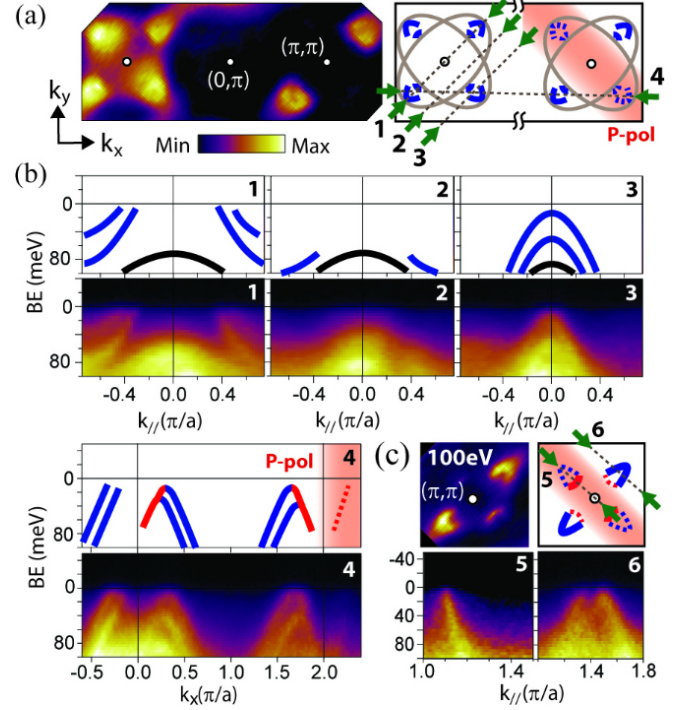 (a)
(0,π)
(π,π)
k_y
k_x
Min
Max
1
2
3
4
P-pol
(b)
1
2
3
0
80
BE (meV)
1
2
3
0
80
-0.4
0.0
0.4
-0.4
0.0
0.4
-0.4
0.0
0.4
k_//(π/a)
k_//(π/a)
k_//(π/a)
P-pol
4
0
80
BE (meV)
4
0
80
-0.5
0.0
0.5
1.0
1.5
2.0
k_x(π/a)
(c)
100eV
(π,π)
6
5
-40
0
40
80
5
6
1.0
1.4
1.4
1.8
k_//(π/a)